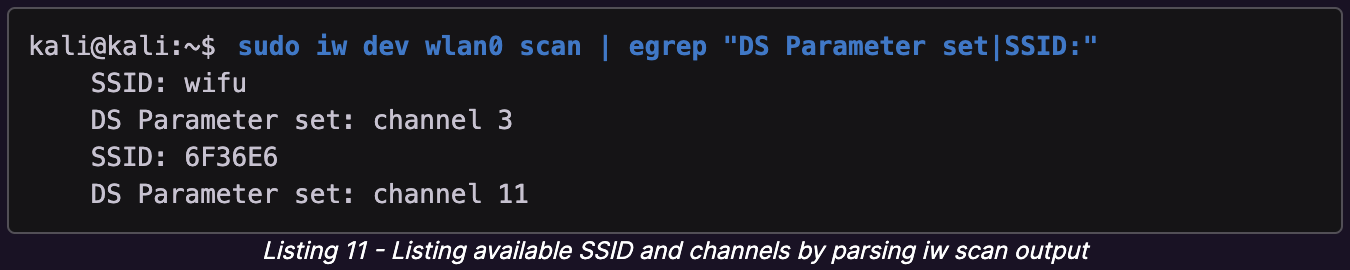 kali@kali:~$ sudo iw dev wlan0 scan | egrep "DS Parameter set|SSID:"
SSID: wifu
DS Parameter set: channel 3
SSID: 6F36E6
DS Parameter set: channel 11
Listing 11 - Listing available SSID and channels by parsing iw scan output